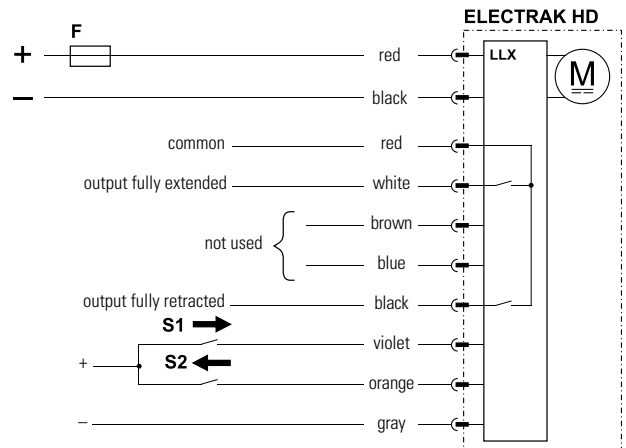 ELECTRAK HD
F
+ red LLX M
− black
common red
output fully extended white
brown
not used
blue
output fully retracted black
S1
violet
+ S2
orange
− gray